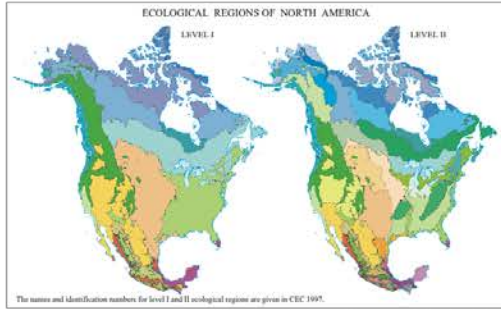 ECOLOGICAL REGIONS OF NORTH AMERICA
LEVEL I
LEVEL II
The names and identification numbers for level I and II ecological regions are given in CEC 1997.